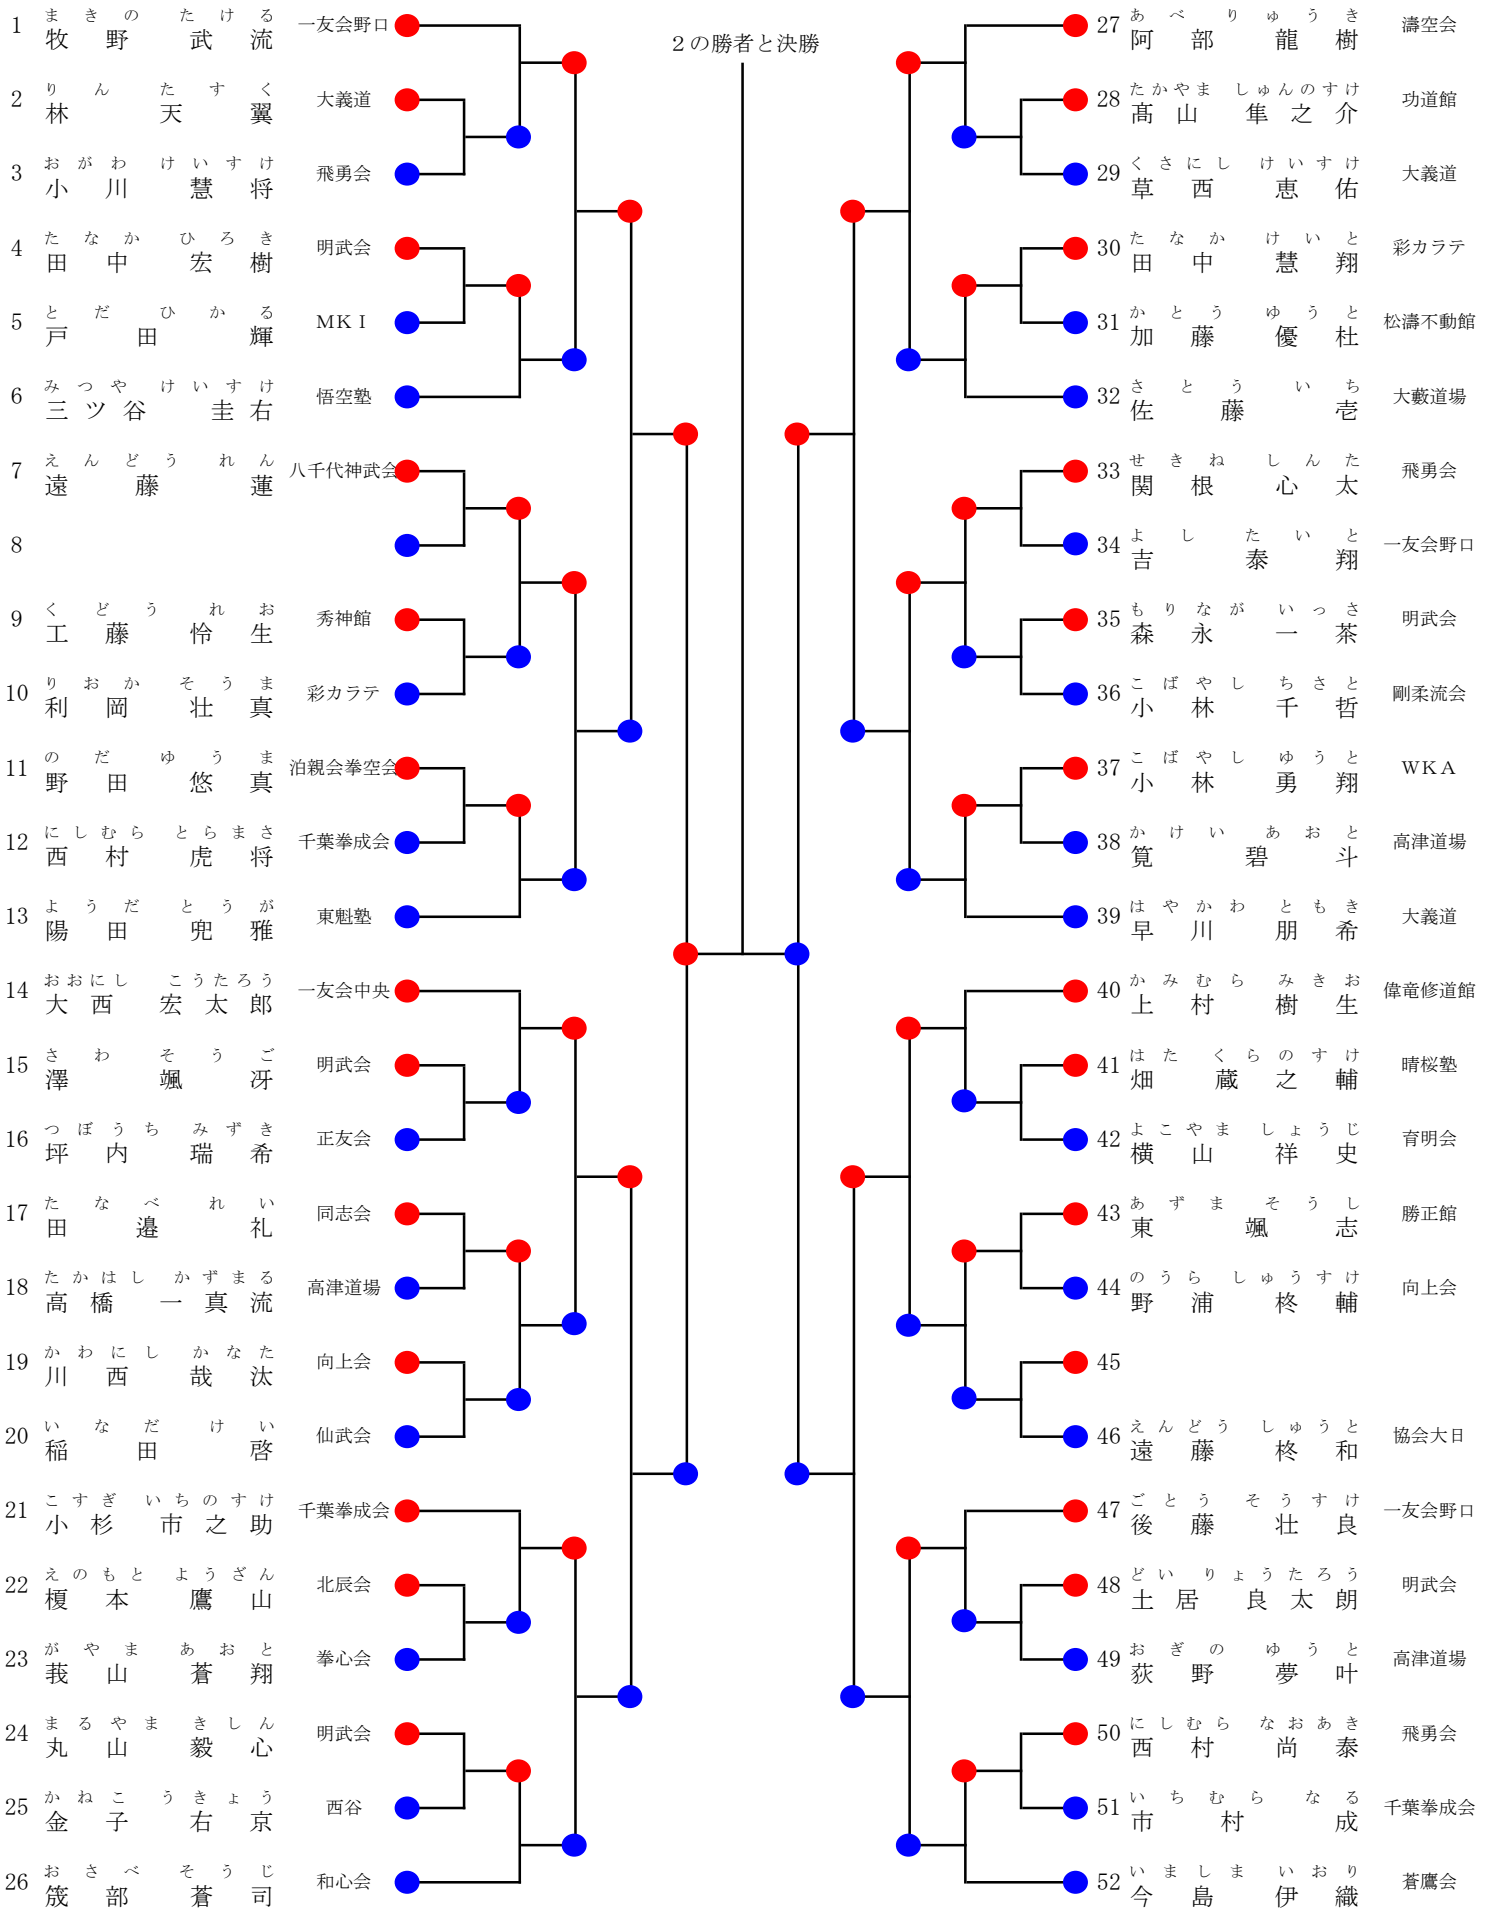 ２の勝者と決勝
まきの たける
1 牧野 武流 一友会野口
りん たすく
2 林 天翼 大義道
おがわ けいすけ
3 小川 慧将 飛勇会
たなか ひろき
4 田中 宏樹 明武会
とだ ひかる
5 戸田 輝 ＭＫＩ
みつや けいすけ
6 三ツ谷 圭右 悟空塾
えんどう れん
7 遠藤 蓮 八千代神武会
8
くどう れお
9 工藤 怜生 秀神館
りおか そうま
10 利岡 壮真 彩カラテ
のだ ゆうま
11 野田 悠真 泊親会拳空会
にしむら とらまさ
12 西村 虎将 千葉拳成会
ようだ とうが
13 陽田 兜雅 東魁塾
おおにし こうたろう
14 大西 宏太郎 一友会中央
さわ そうご
15 澤 颯冴 明武会
つぼうち みずき
16 坪内 瑞希 正友会
たなべ れい
17 田邉 礼 同志会
たかはし かずまる
18 高橋 一真流 高津道場
かわにし かなた
19 川西 哉汰 向上会
いなだ けい
20 稲田 啓 仙武会
こすぎ いちのすけ
21 小杉 市之助 千葉拳成会
えのもと ようざん
22 榎本 鷹山 北辰会
がやま あおと
23 莪山 蒼翔 拳心会
まるやま きしん
24 丸山 毅心 明武会
かねこ うきょう
25 金子 右京 西谷
おさべ そうじ
26 筬部 蒼司 和心会
あべ りゅうき
27 阿部 龍樹 濤空会
たかやま しゅんのすけ
28 髙山 隼之介 功道館
くさにし けいすけ
29 草西 恵佑 大義道
たなか けいと
30 田中 慧翔 彩カラテ
かとう ゆうと
31 加藤 優杜 松濤不動館
さとう いち
32 佐藤 壱 大藪道場
せきね しんた
33 関根 心太 飛勇会
よし たいと
34 吉 泰翔 一友会野口
もりなが いっさ
35 森永 一茶 明武会
こばやし ちさと
36 小林 千哲 剛柔流会
こばやし ゆうと
37 小林 勇翔 ＷＫＡ
かけい あおと
38 筧 碧斗 高津道場
はやかわ ともき
39 早川 朋希 大義道
かみむら みきお
40 上村 樹生 偉竜修道館
はた くらのすけ
41 畑 蔵之輔 晴桜塾
よこやま しょうじ
42 横山 祥史 育明会
あずま そうし
43 東 颯志 勝正館
のうら しゅうすけ
44 野浦 柊輔 向上会
45
えんどう しゅうと
46 遠藤 柊和 協会大日
ごとう そうすけ
47 後藤 壮良 一友会野口
どい りょうたろう
48 土居 良太朗 明武会
おぎの ゆうと
49 荻野 夢叶 高津道場
にしむら なおあき
50 西村 尚泰 飛勇会
いちむら なる
51 市村 成 千葉拳成会
いましま いおり
52 今島 伊織 蒼鷹会